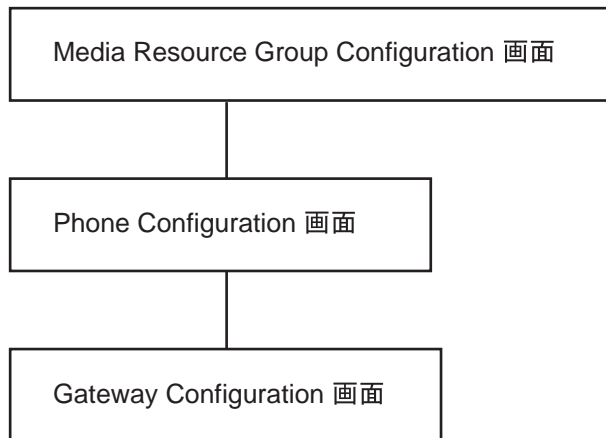 Media Resource Group Configuration 画面
Phone Configuration 画面
Gateway Configuration 画面